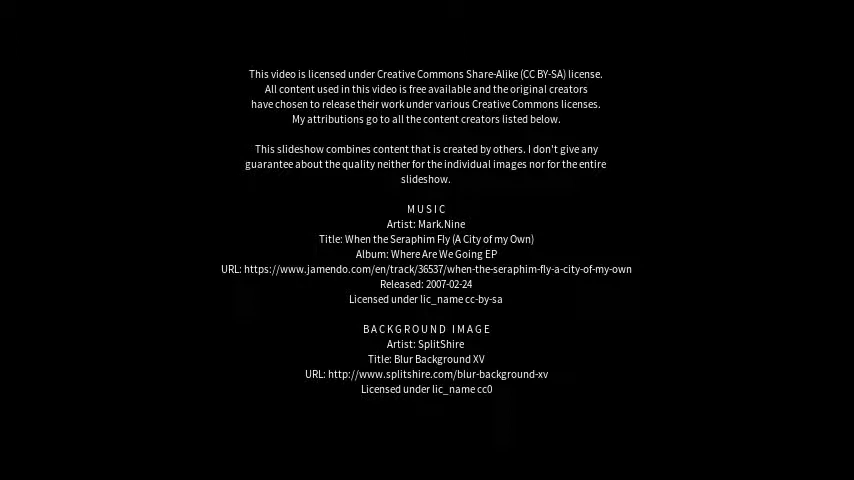 This video is licensed under Creative Commons Share-Alike (CC BY-SA) license.
All content used in this video is free available and the original creators
have chosen to release their work under various Creative Commons licenses.
My attributions go to all the content creators listed below.
This slideshow combines content that is created by others. I don't give any
guarantee about the quality neither for the individual images nor for the entire
slideshow.
MUSIC
Artist: Mark.Nine
Title: When the Seraphim Fly (A City of my Own)
Album: Where Are We Going EP
URL: https://www.jamendo.com/en/track/36537/when-the-seraphim-fly-a-city-of-my-own
Released: 2007-02-24
Licensed under lic_name cc-by-sa
BACKGROUND IMAGE
Artist: SplitShire
Title: Blur Background XV
URL: http://www.splitshire.com/blur-background-xv
Licensed under lic_name cc0